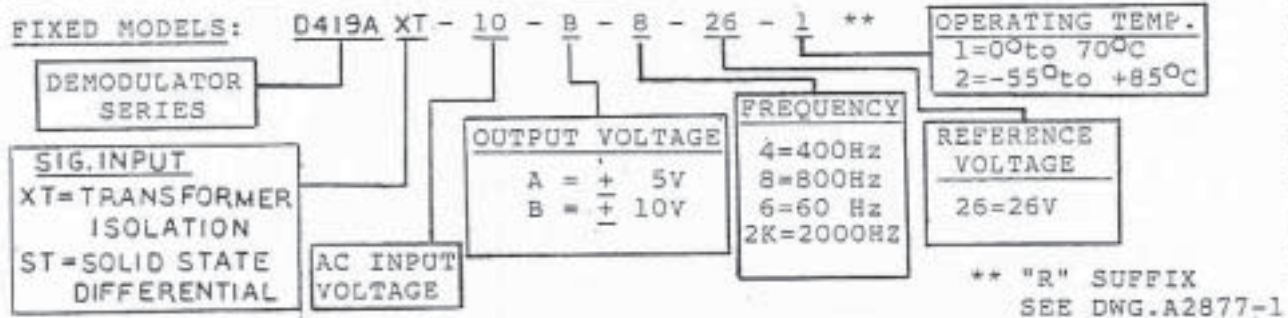 FIXED MODELS: D419A XT - 10 - B - 8 - 26 - 1 **
OPERATING TEMP.
1=0° to 70°C
2=-55° to +85°C
DEMODULATOR
SERIES
SIG.INPUT
XT=TRANSFORMER
ISOLATION
ST=SOLID STATE
DIFFERENTIAL
AC INPUT
VOLTAGE
OUTPUT VOLTAGE
A = ± 5V
B = ± 10V
FREQUENCY
4=400Hz
8=800Hz
6=60 Hz
2K=2000HZ
REFERENCE
VOLTAGE
26=26V
** "R" SUFFIX
SEE DWG.A2877-1